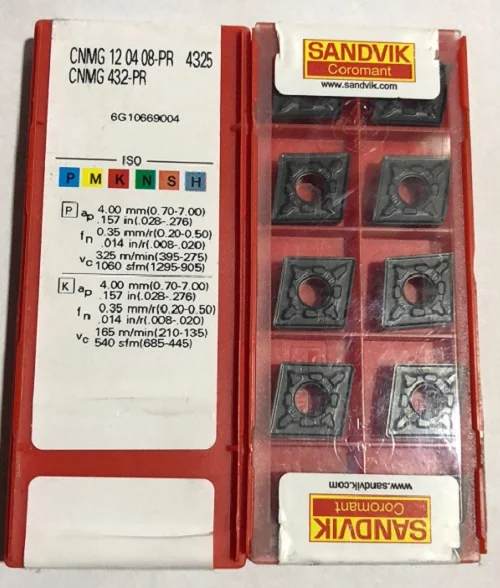 CNMG 12 04 08-PR 4325
CNMG 432-PR
6G10669004
ISO
P M K N S H
P ap 4.00 mm(0.70-7.00)
.157 in(.028-.276)
fn 0.35 mm/r(0.20-0.50)
.014 in/r(.008-.020)
vc 325 m/min(395-275)
1060 sfm(1295-905)
K ap 4.00 mm(0.70-7.00)
.157 in(.028-.276)
fn 0.35 mm/r(0.20-0.50)
.014 in/r(.008-.020)
vc 165 m/min(210-135)
540 sfm(685-445)
SANDVIK
Coromant
www.sandvik.com
www.sandvik.com
SANDVIK
Coromant